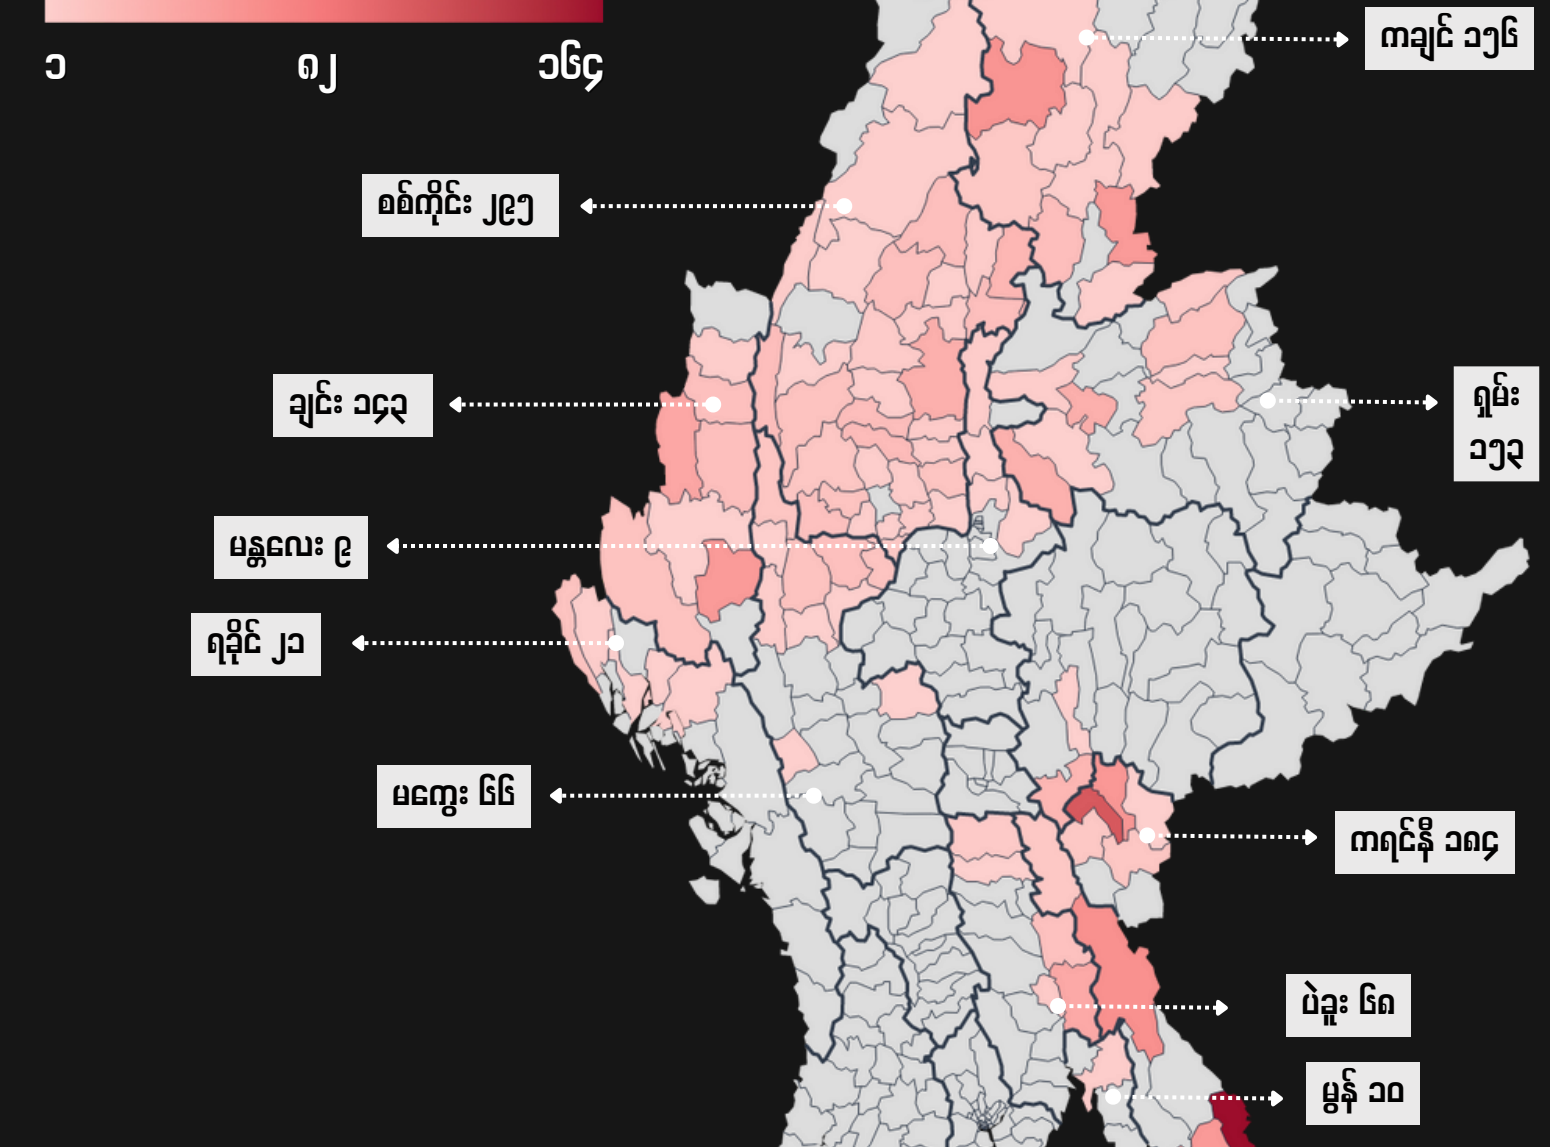 ၁ ၈၂ ၁၆၄
ကချင် ၁၅၆
စစ်ကိုင်း ၂၉၅
ချင်း ၁၄၃
ရှမ်း
၁၅၃
မန္တလေး ၉
ရခိုင် ၂၁
မကွေး ၆၆
ကရင်နီ ၁၈၄
ပဲခူး ၆၈
မွန် ၁၀